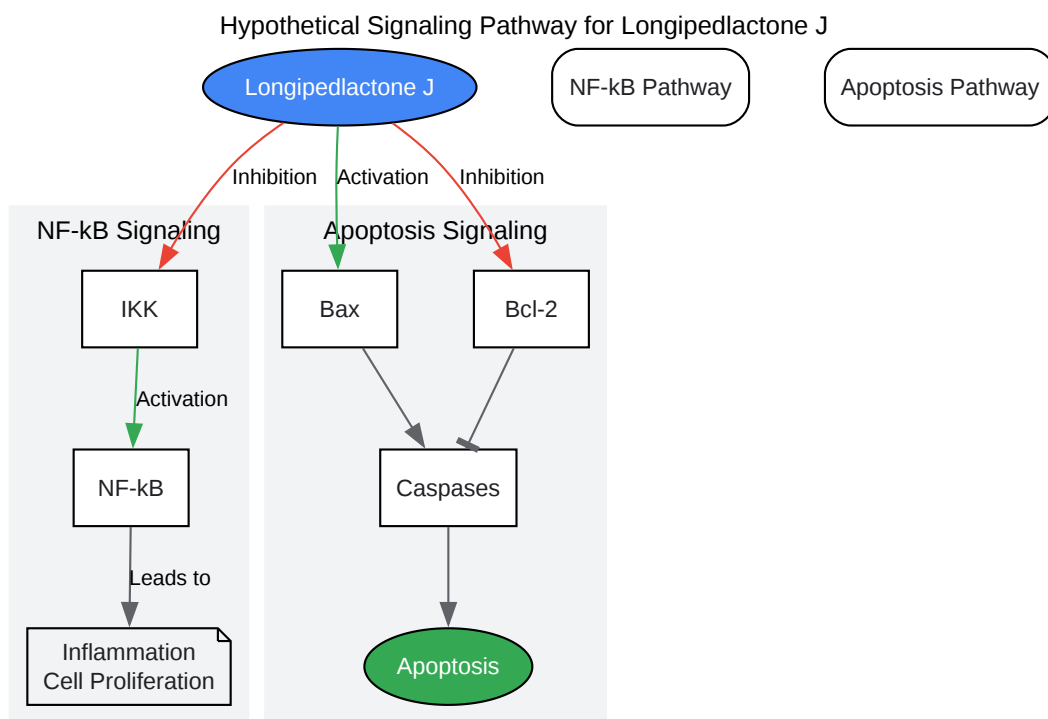 Hypothetical Signaling Pathway for Longipedlactone J
Longipedlactone J
NF-kB Pathway
Apoptosis Pathway
Inhibition
Activation
Inhibition
NF-kB Signaling
Apoptosis Signaling
IKK
Bax
Bcl-2
Activation
NF-kB
Caspases
Leads to
Inflammation
Cell Proliferation
Apoptosis